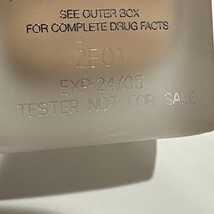 SEE OUTER BOX
FOR COMPLETE DRUG FACTS
2E01
EXP 24/05
TESTER NOT FOR SALE